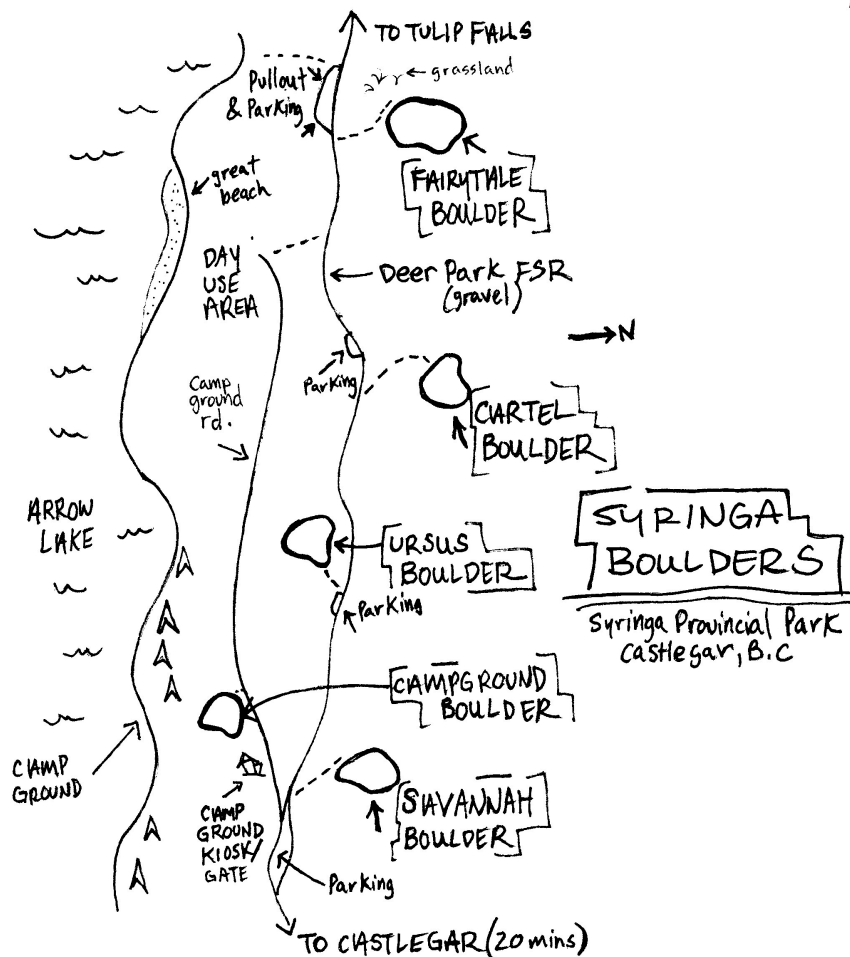 TO TULIP FALLS
Pullout
& Parking
grassland
great
beach
FAIRYTALE
BOULDER
DAY
USE
AREA
Deer Park FSR
(gravel)
N
Parking
Camp
ground
rd.
CARTEL
BOULDER
ARROW
LAKE
URSUS
BOULDER
SYRINGA
BOULDERS
Parking
Syringa Provincial Park
Castlegar, B.C
CAMPGROUND
BOULDER
CAMP
GROUND
CAMP
GROUND
KIOSK/
GATE
SAVANNAH
BOULDER
Parking
TO CASTLEGAR (20 mins)